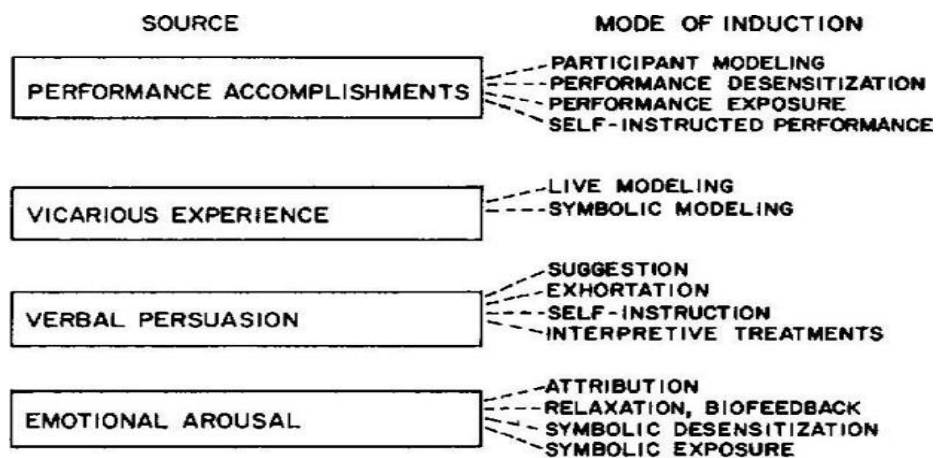 SOURCE MODE OF INDUCTION
PERFORMANCE ACCOMPLISHMENTS
PARTICIPANT MODELING
PERFORMANCE DESENSITIZATION
PERFORMANCE EXPOSURE
SELF-INSTRUCTED PERFORMANCE
VICARIOUS EXPERIENCE
LIVE MODELING
SYMBOLIC MODELING
VERBAL PERSUASION
SUGGESTION
EXHORTATION
SELF-INSTRUCTION
INTERPRETIVE TREATMENTS
EMOTIONAL AROUSAL
ATTRIBUTION
RELAXATION, BIOFEEDBACK
SYMBOLIC DESENSITIZATION
SYMBOLIC EXPOSURE